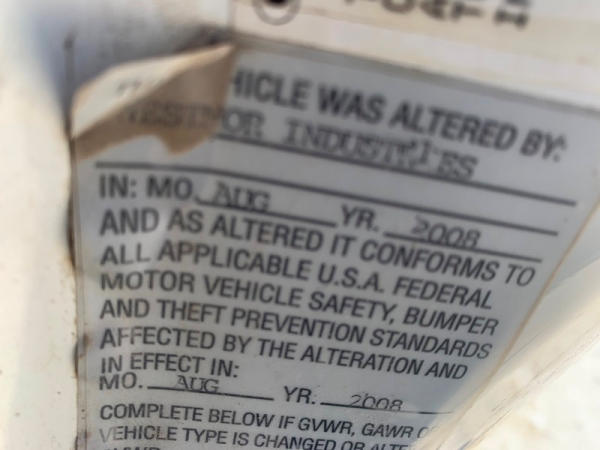 HICLE WAS ALTERED BY:
WESTMOR INDUSTRIES
IN: MO. AUG YR. 2008
AND AS ALTERED IT CONFORMS TO
ALL APPLICABLE U.S.A. FEDERAL
MOTOR VEHICLE SAFETY, BUMPER
AND THEFT PREVENTION STANDARDS
AFFECTED BY THE ALTERATION AND
IN EFFECT IN:
MO. AUG YR. 2008
COMPLETE BELOW IF GVWR, GAWR
VEHICLE TYPE IS CHANGED OR